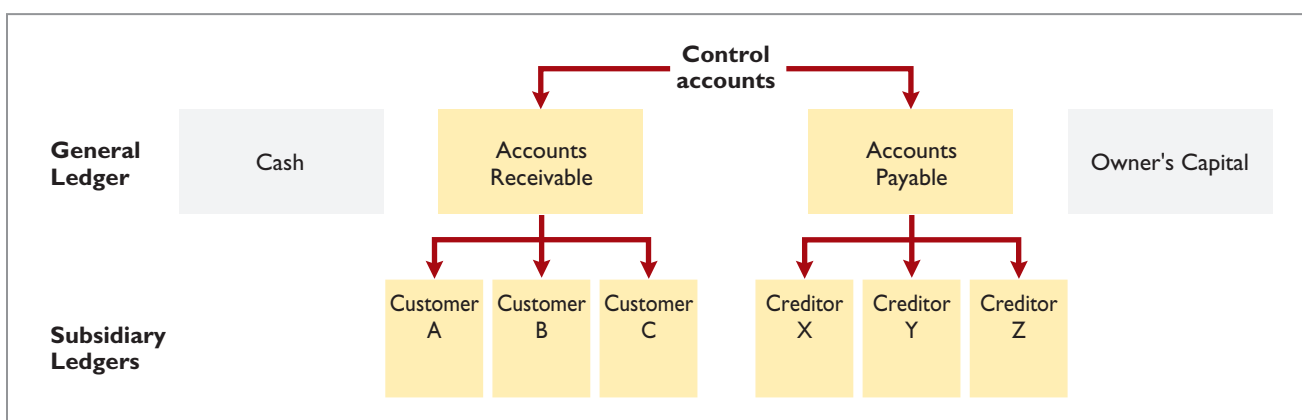 Control
accounts
General
Ledger
Cash
Accounts
Receivable
Accounts
Payable
Owner's Capital
Subsidiary
Ledgers
Customer
A
Customer
B
Customer
C
Creditor
X
Creditor
Y
Creditor
Z